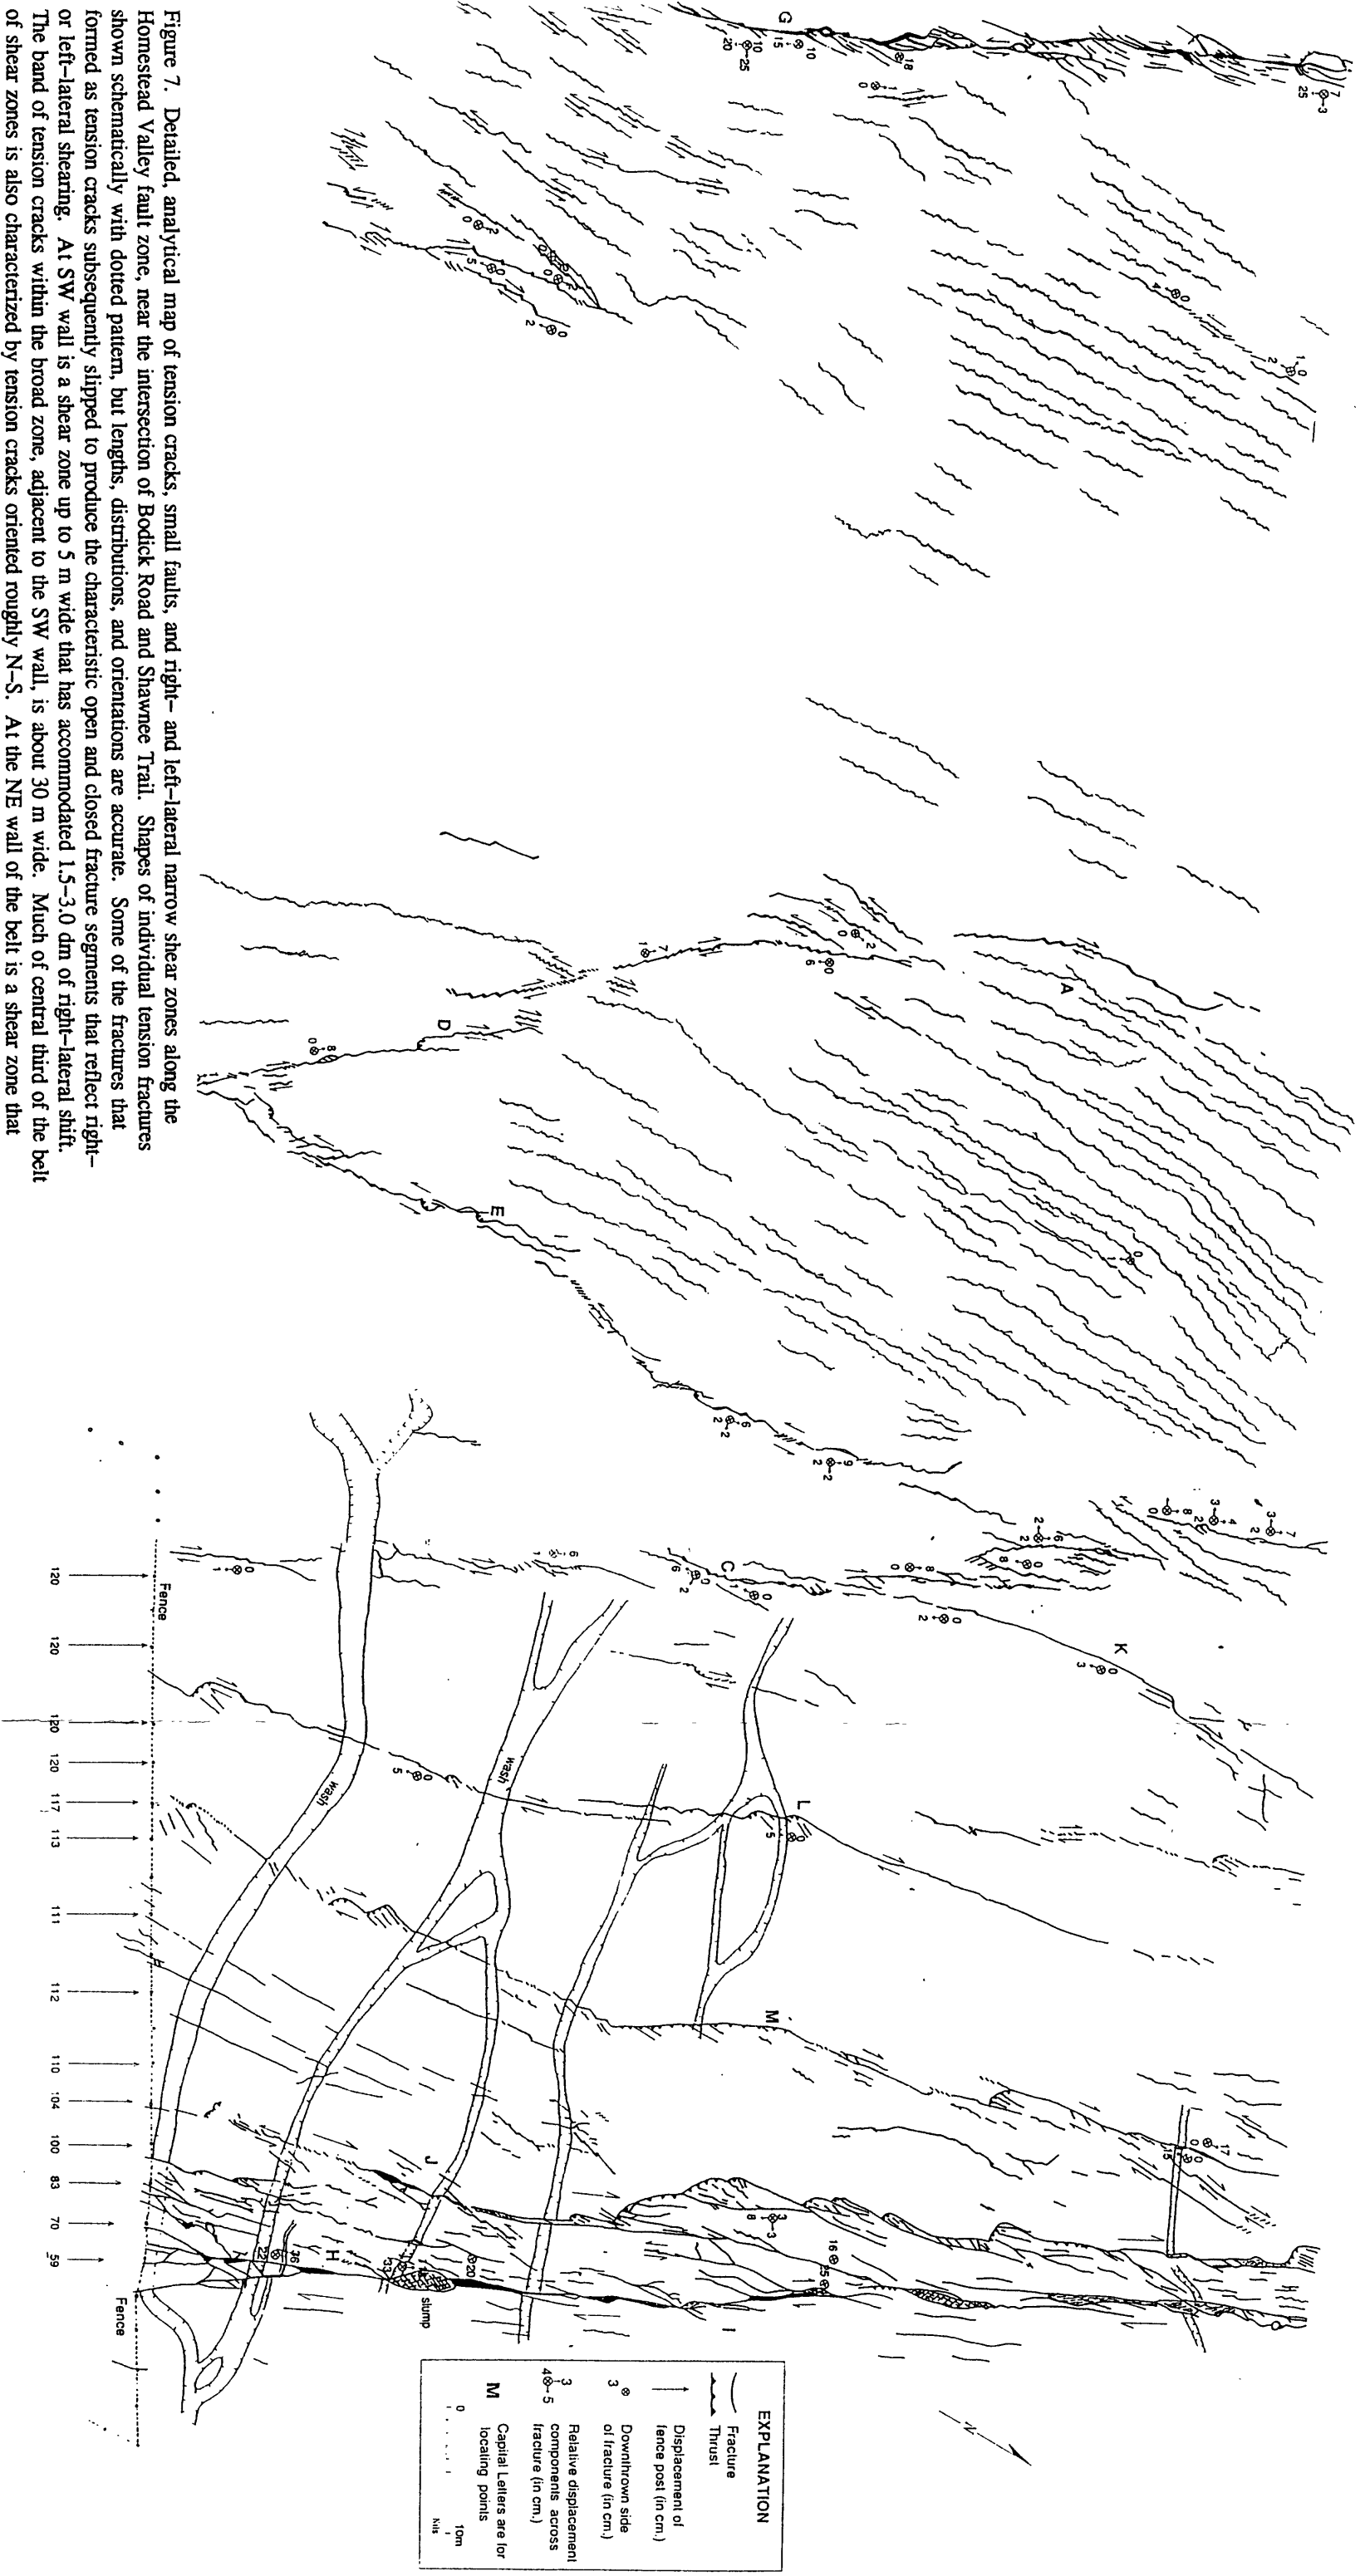 Figure 7. Detailed, analytical map of tension cracks, small faults, and right– and left–lateral narrow shear zones along the
Homestead Valley fault zone, near the intersection of Bodick Road and Shawnee Trail. Shapes of individual tension fractures
shown schematically with dotted pattern, but lengths, distributions, and orientations are accurate. Some of the fractures that
formed as tension cracks subsequently slipped to produce the characteristic open and closed fracture segments that reflect right–
or left–lateral shearing. At SW wall is a shear zone up to 5 m wide that has accommodated 1.5–3.0 dm of right–lateral shift.
The band of tension cracks within the broad zone, adjacent to the SW wall, is about 30 m wide. Much of central third of the belt
of shear zones is also characterized by tension cracks oriented roughly N–S. At the NE wall of the belt is a shear zone that
G
A
D
E
C
K
L
M
J
H
I
wash
wash
slump
Fence
Fence
120
120
120
120
117
113
111
112
110
104
100
83
70
59
N
EXPLANATION
Fracture
Thrust
Displacement of
fence post (in cm.)
3
Downthrown side
of fracture (in cm.)
3
4 5
Relative displacement
components across
fracture (in cm.)
M
Capital Letters are for
locating points
0 10m